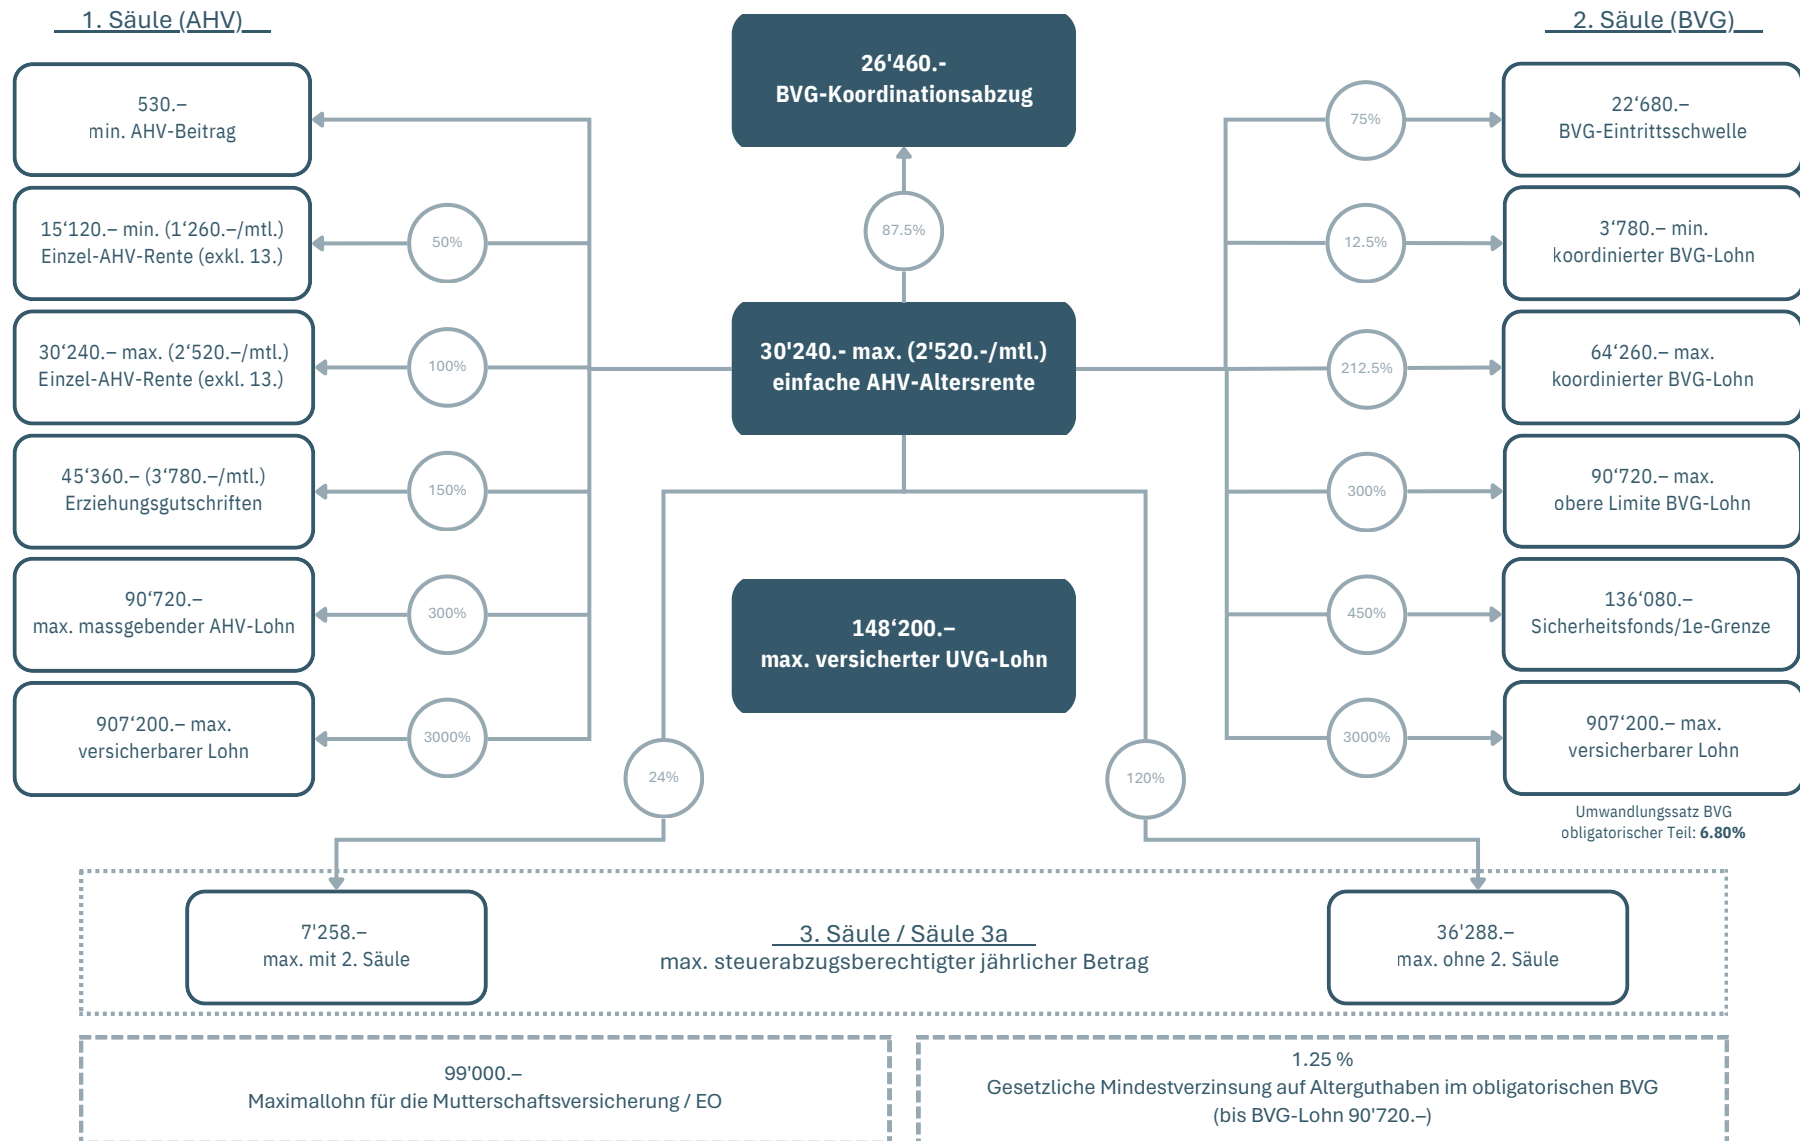 1. Säule (AHV)
530.–
min. AHV-Beitrag
15‘120.– min. (1‘260.–/mtl.)
Einzel-AHV-Rente (exkl. 13.)
50%
30‘240.– max. (2‘520.–/mtl.)
Einzel-AHV-Rente (exkl. 13.)
100%
45‘360.– (3‘780.–/mtl.)
Erziehungsgutschriften
150%
90‘720.–
max. massgebender AHV-Lohn
300%
907‘200.– max.
versicherbarer Lohn
3000%
26'460.-
BVG-Koordinationsabzug
87.5%
30'240.- max. (2'520.-/mtl.)
einfache AHV-Altersrente
148‘200.–
max. versicherter UVG-Lohn
24%
120%
2. Säule (BVG)
75%
22‘680.–
BVG-Eintrittsschwelle
12.5%
3‘780.– min.
koordinierter BVG-Lohn
212.5%
64‘260.– max.
koordinierter BVG-Lohn
300%
90‘720.– max.
obere Limite BVG-Lohn
450%
136‘080.–
Sicherheitsfonds/1e-Grenze
3000%
907‘200.– max.
versicherbarer Lohn
Umwandlungssatz BVG
obligatorischer Teil: 6.80%
7'258.–
max. mit 2. Säule
3. Säule / Säule 3a
max. steuerabzugsberechtigter jährlicher Betrag
36'288.–
max. ohne 2. Säule
99'000.–
Maximallohn für die Mutterschaftsversicherung / EO
1.25 %
Gesetzliche Mindestverzinsung auf Alterguthaben im obligatorischen BVG
(bis BVG-Lohn 90'720.–)